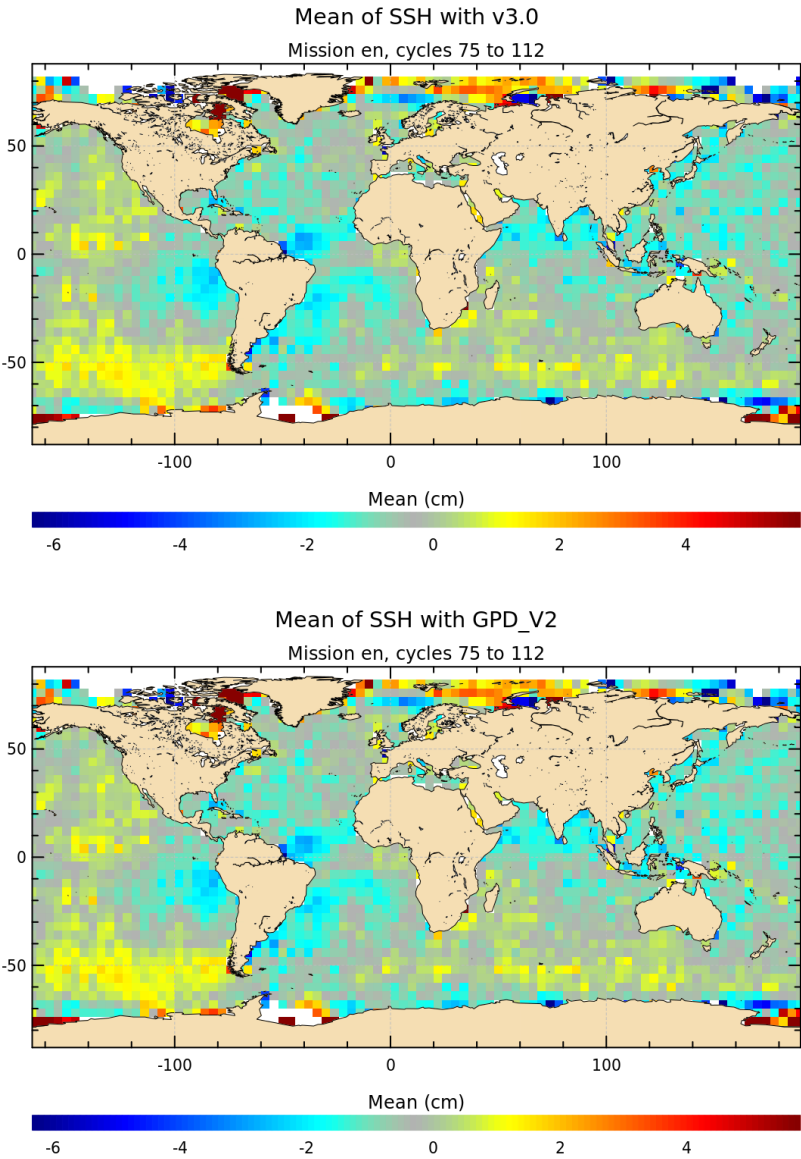 Mean of SSH with v3.0
Mission en, cycles 75 to 112
50
0
-50
-100 0 100
Mean (cm)
-6 -4 -2 0 2 4
Mean of SSH with GPD_V2
Mission en, cycles 75 to 112
50
0
-50
-100 0 100
Mean (cm)
-6 -4 -2 0 2 4